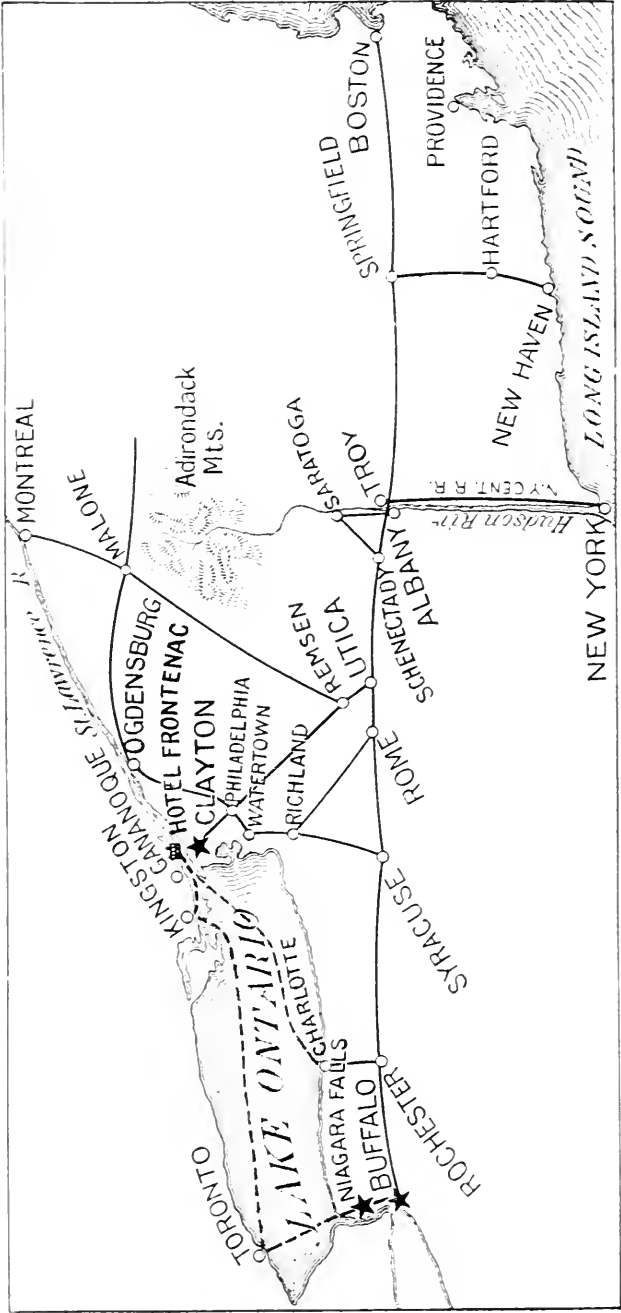 MONTREAL
St. Lawrence R
MALONE
OGDENSBURG
Adirondack
Mts.
GANANOQUE
HOTEL FRONTENAC
KINGSTON
CLAYTON
PHILADELPHIA
WATERTOWN
TORONTO
LAKE ONTARIO
CHARLOTTE
RICHLAND
REMSEN
UTICA
SARATOGA
TROY
SPRINGFIELD
BOSTON
NIAGARA FALLS
BUFFALO
ROCHESTER
SYRACUSE
ROME
SCHENECTADY
ALBANY
N.Y CENT. R.R.
Hudson Riv
PROVIDENCE
HARTFORD
NEW HAVEN
NEW YORK
LONG ISLAND SOUND